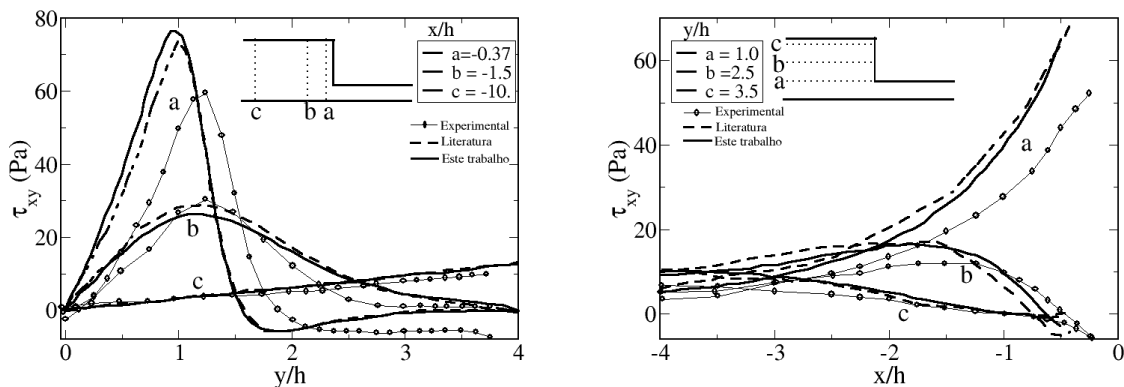 80
60
40
20
0
τxy (Pa)
0
1
2
3
4
y/h
x/h
a=-0.37
b = -1.5
c = -10.
Experimental
Literatura
Este trabalho
c
b
a
a
b
c
60
40
20
0
τxy (Pa)
-4
-3
-2
-1
0
x/h
y/h
a = 1.0
b =2.5
c = 3.5
Experimental
Literatura
Este trabalho
c
b
a
a
b
c